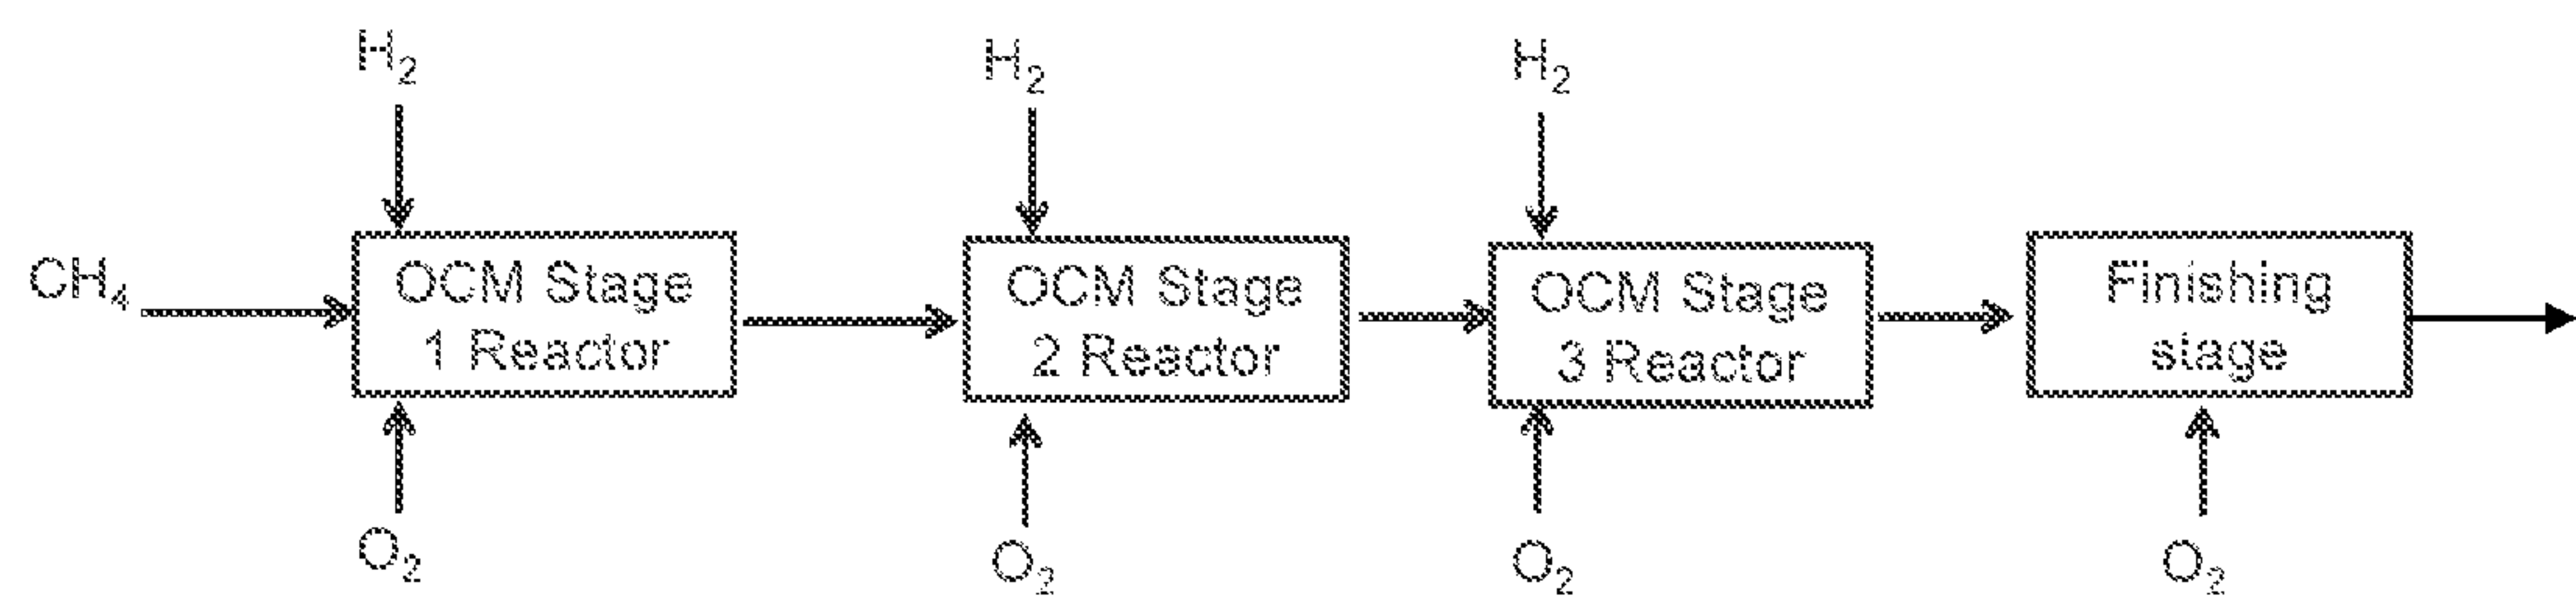 H₂
H₂
H₂
CH₄
OCM Stage
1 Reactor
OCM Stage
2 Reactor
OCM Stage
3 Reactor
Finishing
stage
O₂
O₂
O₂
O₂